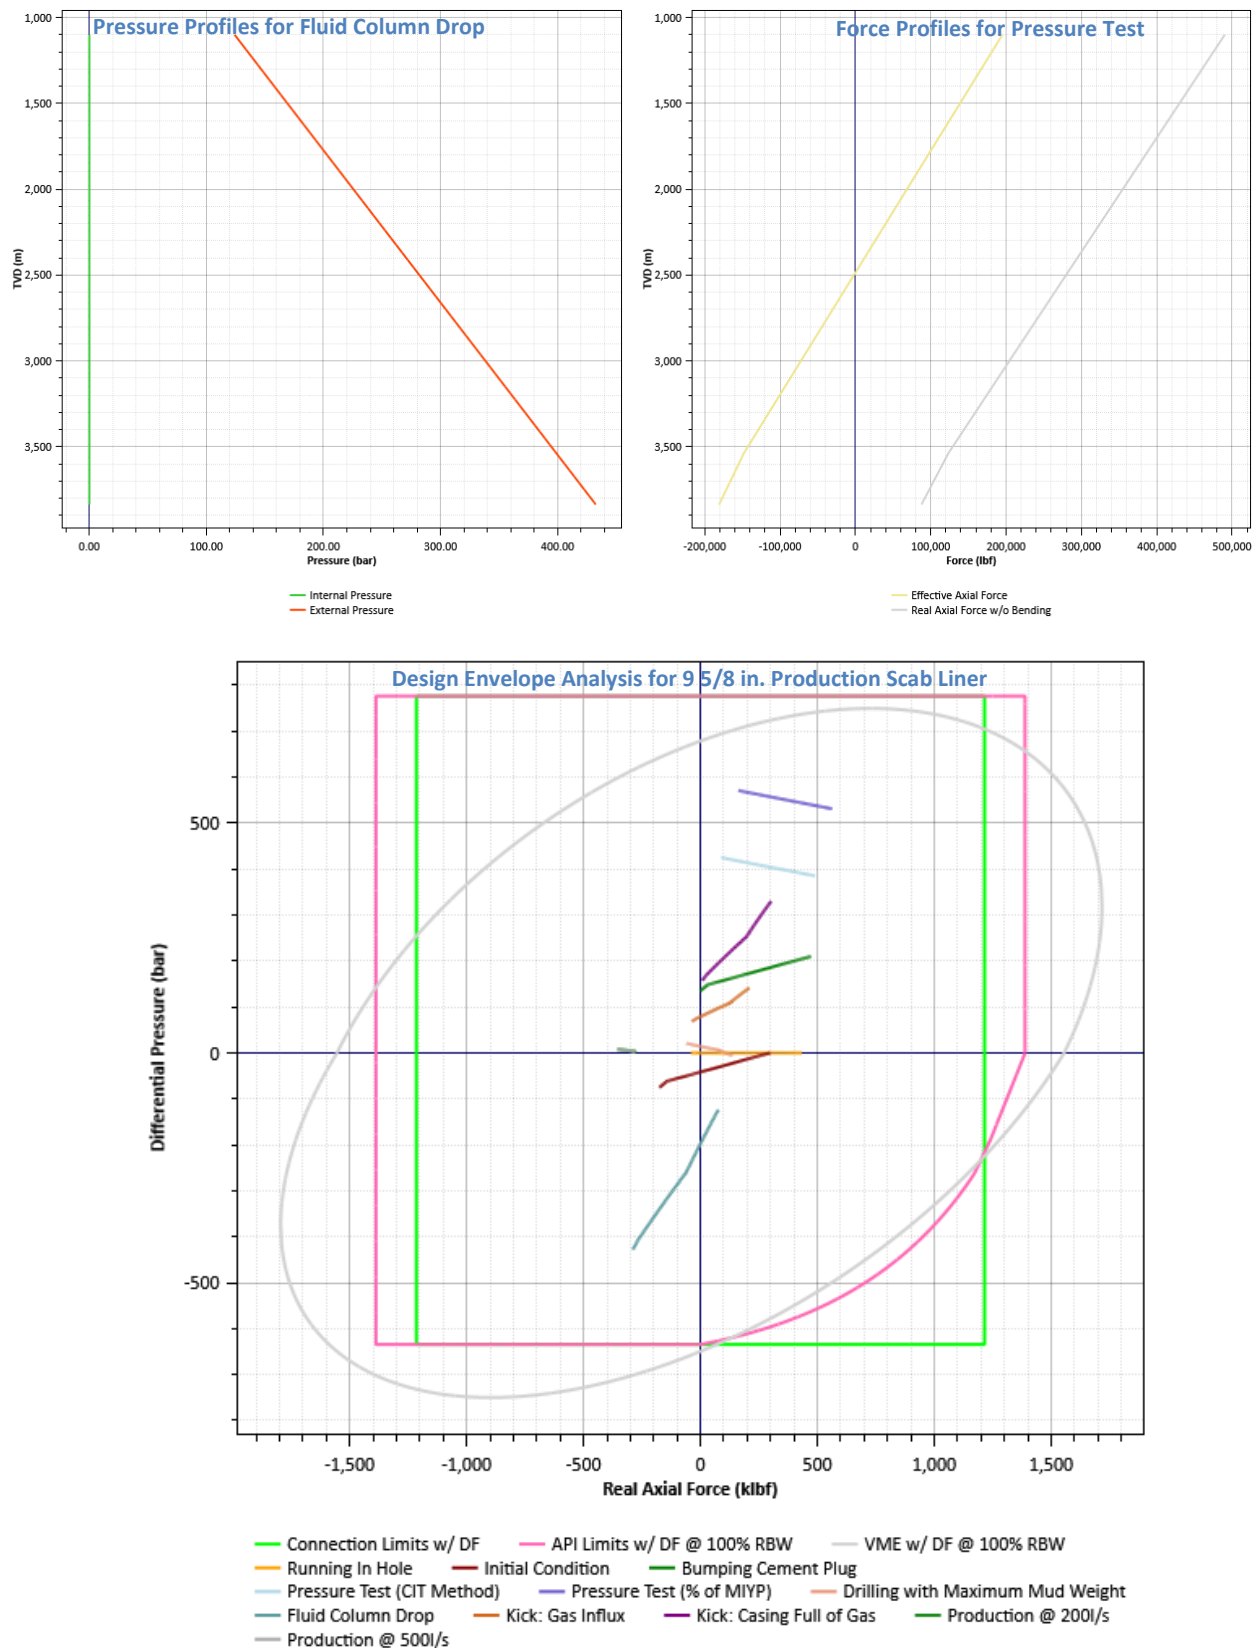 Pressure Profiles for Fluid Column Drop
1,000
1,500
2,000
2,500
3,000
3,500
TVD (m)
0.00 100.00 200.00 300.00 400.00
Pressure (bar)
Internal Pressure
External Pressure
Force Profiles for Pressure Test
1,000
1,500
2,000
2,500
3,000
3,500
TVD (m)
-200,000 -100,000 0 100,000 200,000 300,000 400,000 500,000
Force (lbf)
Effective Axial Force
Real Axial Force w/o Bending
Design Envelope Analysis for 9 5/8 in. Production Scab Liner
500
0
-500
Differential Pressure (bar)
-1,500 -1,000 -500 0 500 1,000 1,500
Real Axial Force (klbf)
Connection Limits w/ DF API Limits w/ DF @ 100% RBW VME w/ DF @ 100% RBW
Running In Hole Initial Condition Bumping Cement Plug
Pressure Test (CIT Method) Pressure Test (% of MIYP) Drilling with Maximum Mud Weight
Fluid Column Drop Kick: Gas Influx Kick: Casing Full of Gas Production @ 200l/s
Production @ 500l/s